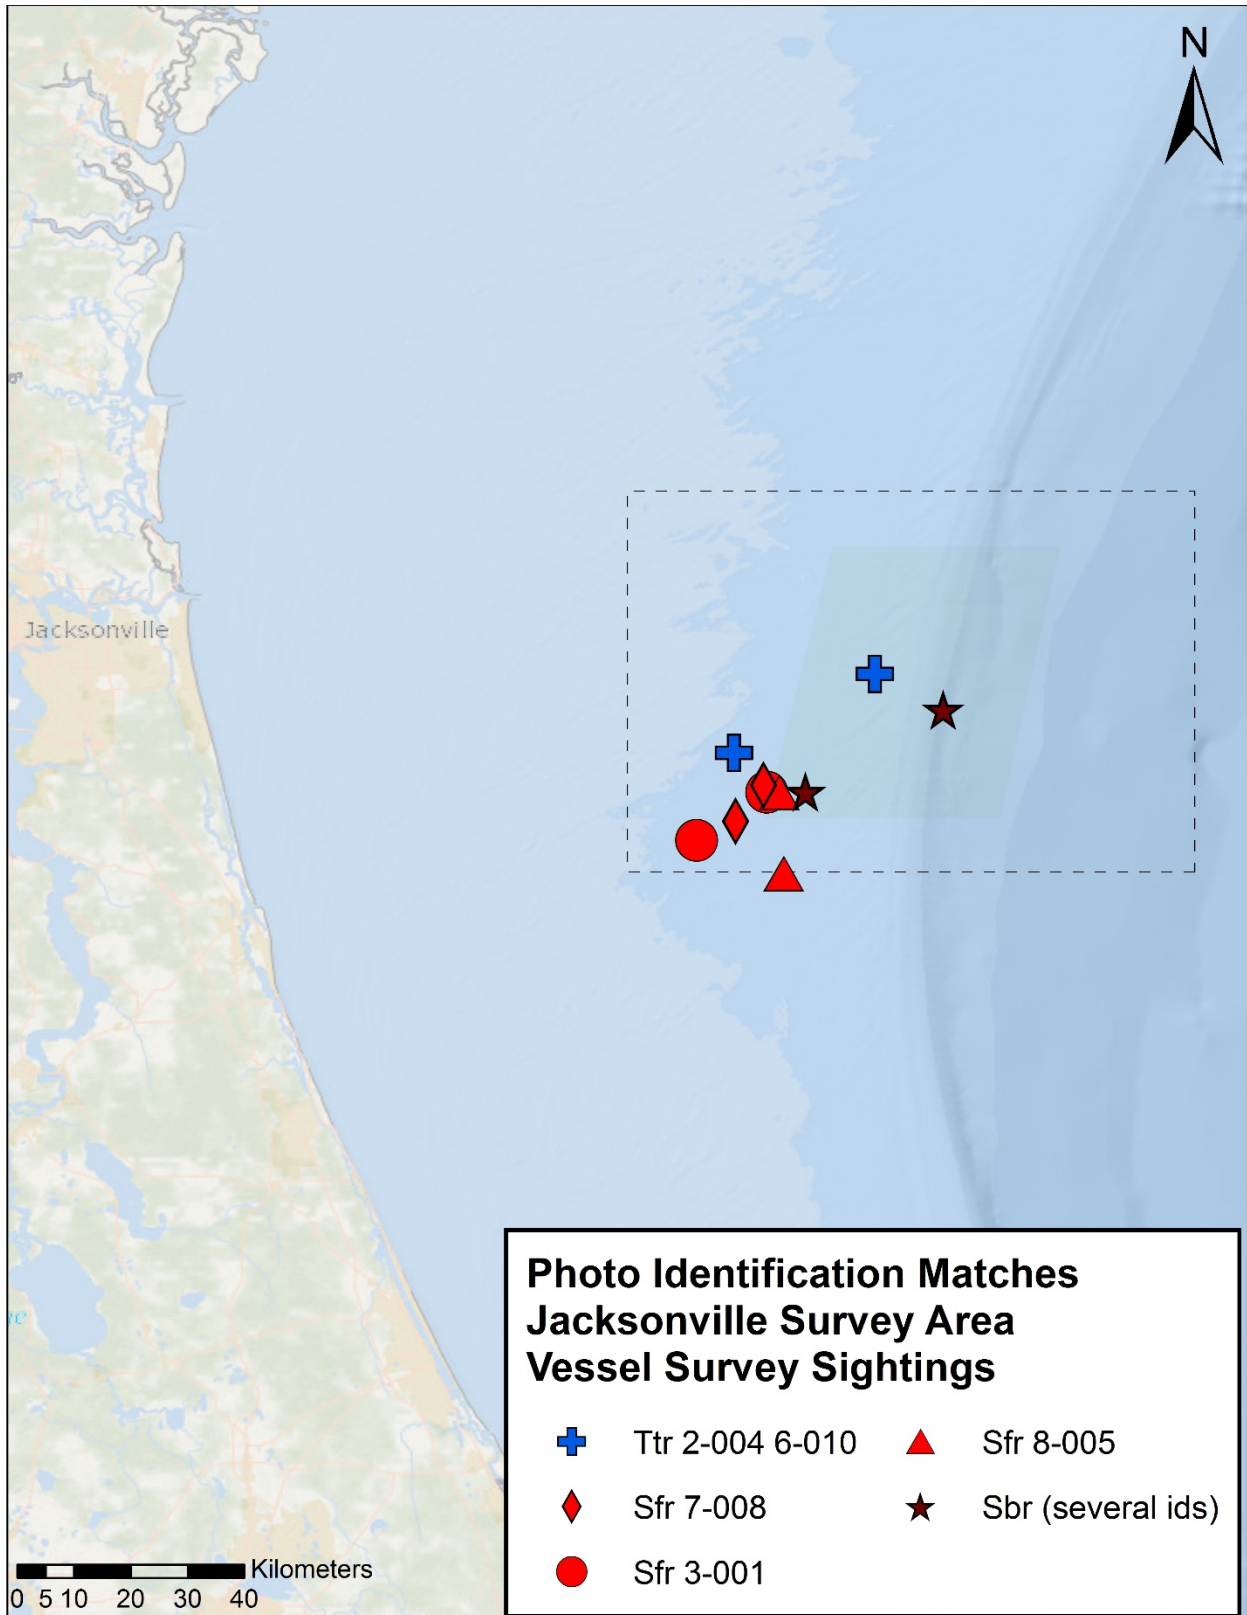 N
Jacksonville
Photo Identification Matches
Jacksonville Survey Area
Vessel Survey Sightings
Ttr 2-004 6-010
Sfr 8-005
Sfr 7-008
Sbr (several ids)
Sfr 3-001
Kilometers
0 5 10 20 30 40